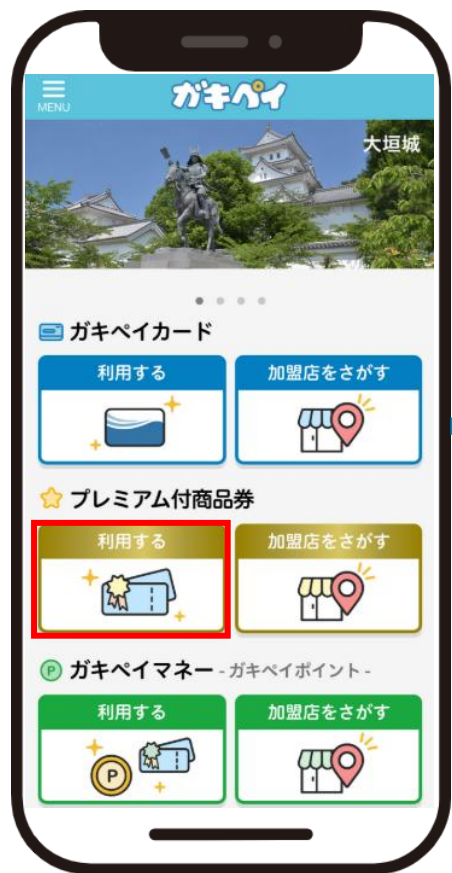 MENU
ガキペイ
大垣城
ガキペイカード
利用する
加盟店をさがす
プレミアム付商品券
利用する
加盟店をさがす
P ガキペイマネー - ガキペイポイント -
利用する
加盟店をさがす
P